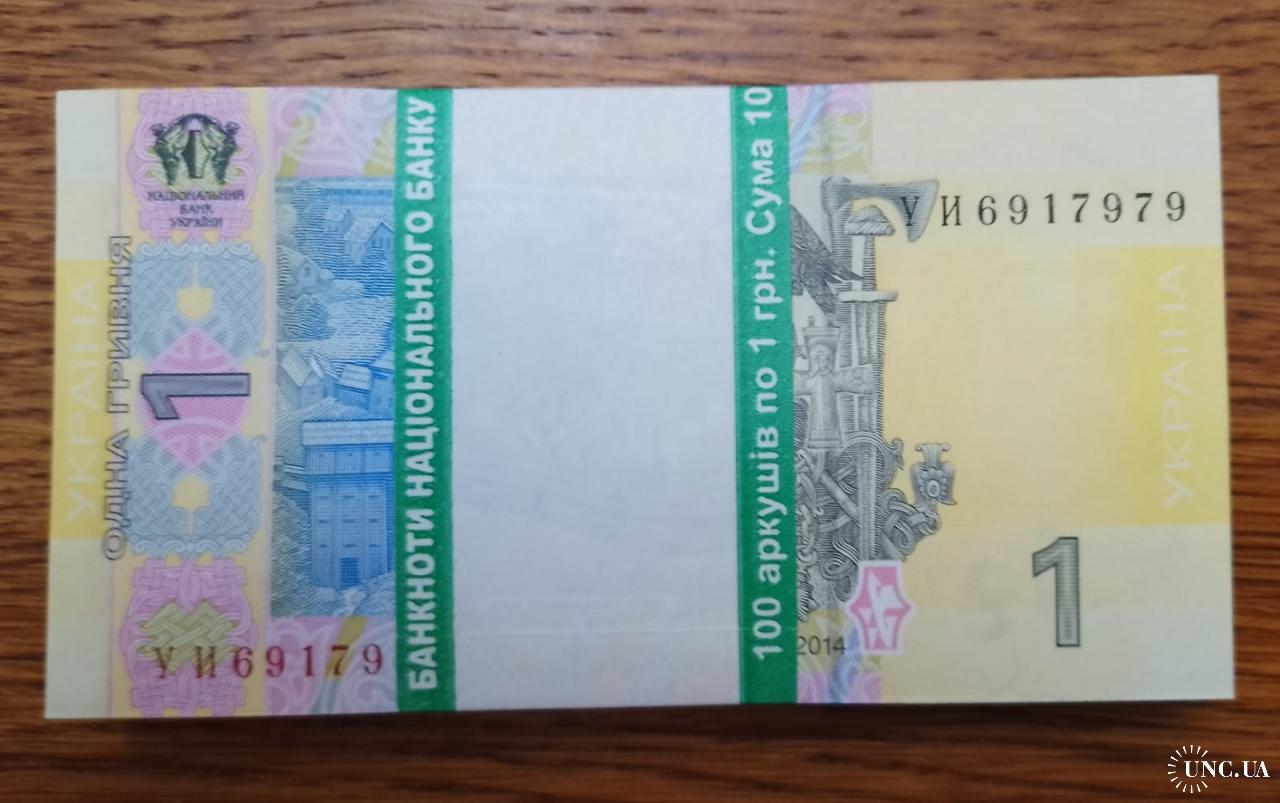 НАЦІОНАЛЬНИЙ
БАНК
УКРАЇНИ
УКРАЇНА
ОДНА ГРИВНЯ
1
УИ69179
БАНКНОТИ НАЦІОНАЛЬНОГО БАНКУ
100 аркушів по 1 грн. Сума 10
УИ6917979
УКРАЇНА
1
2014
UNC.UA